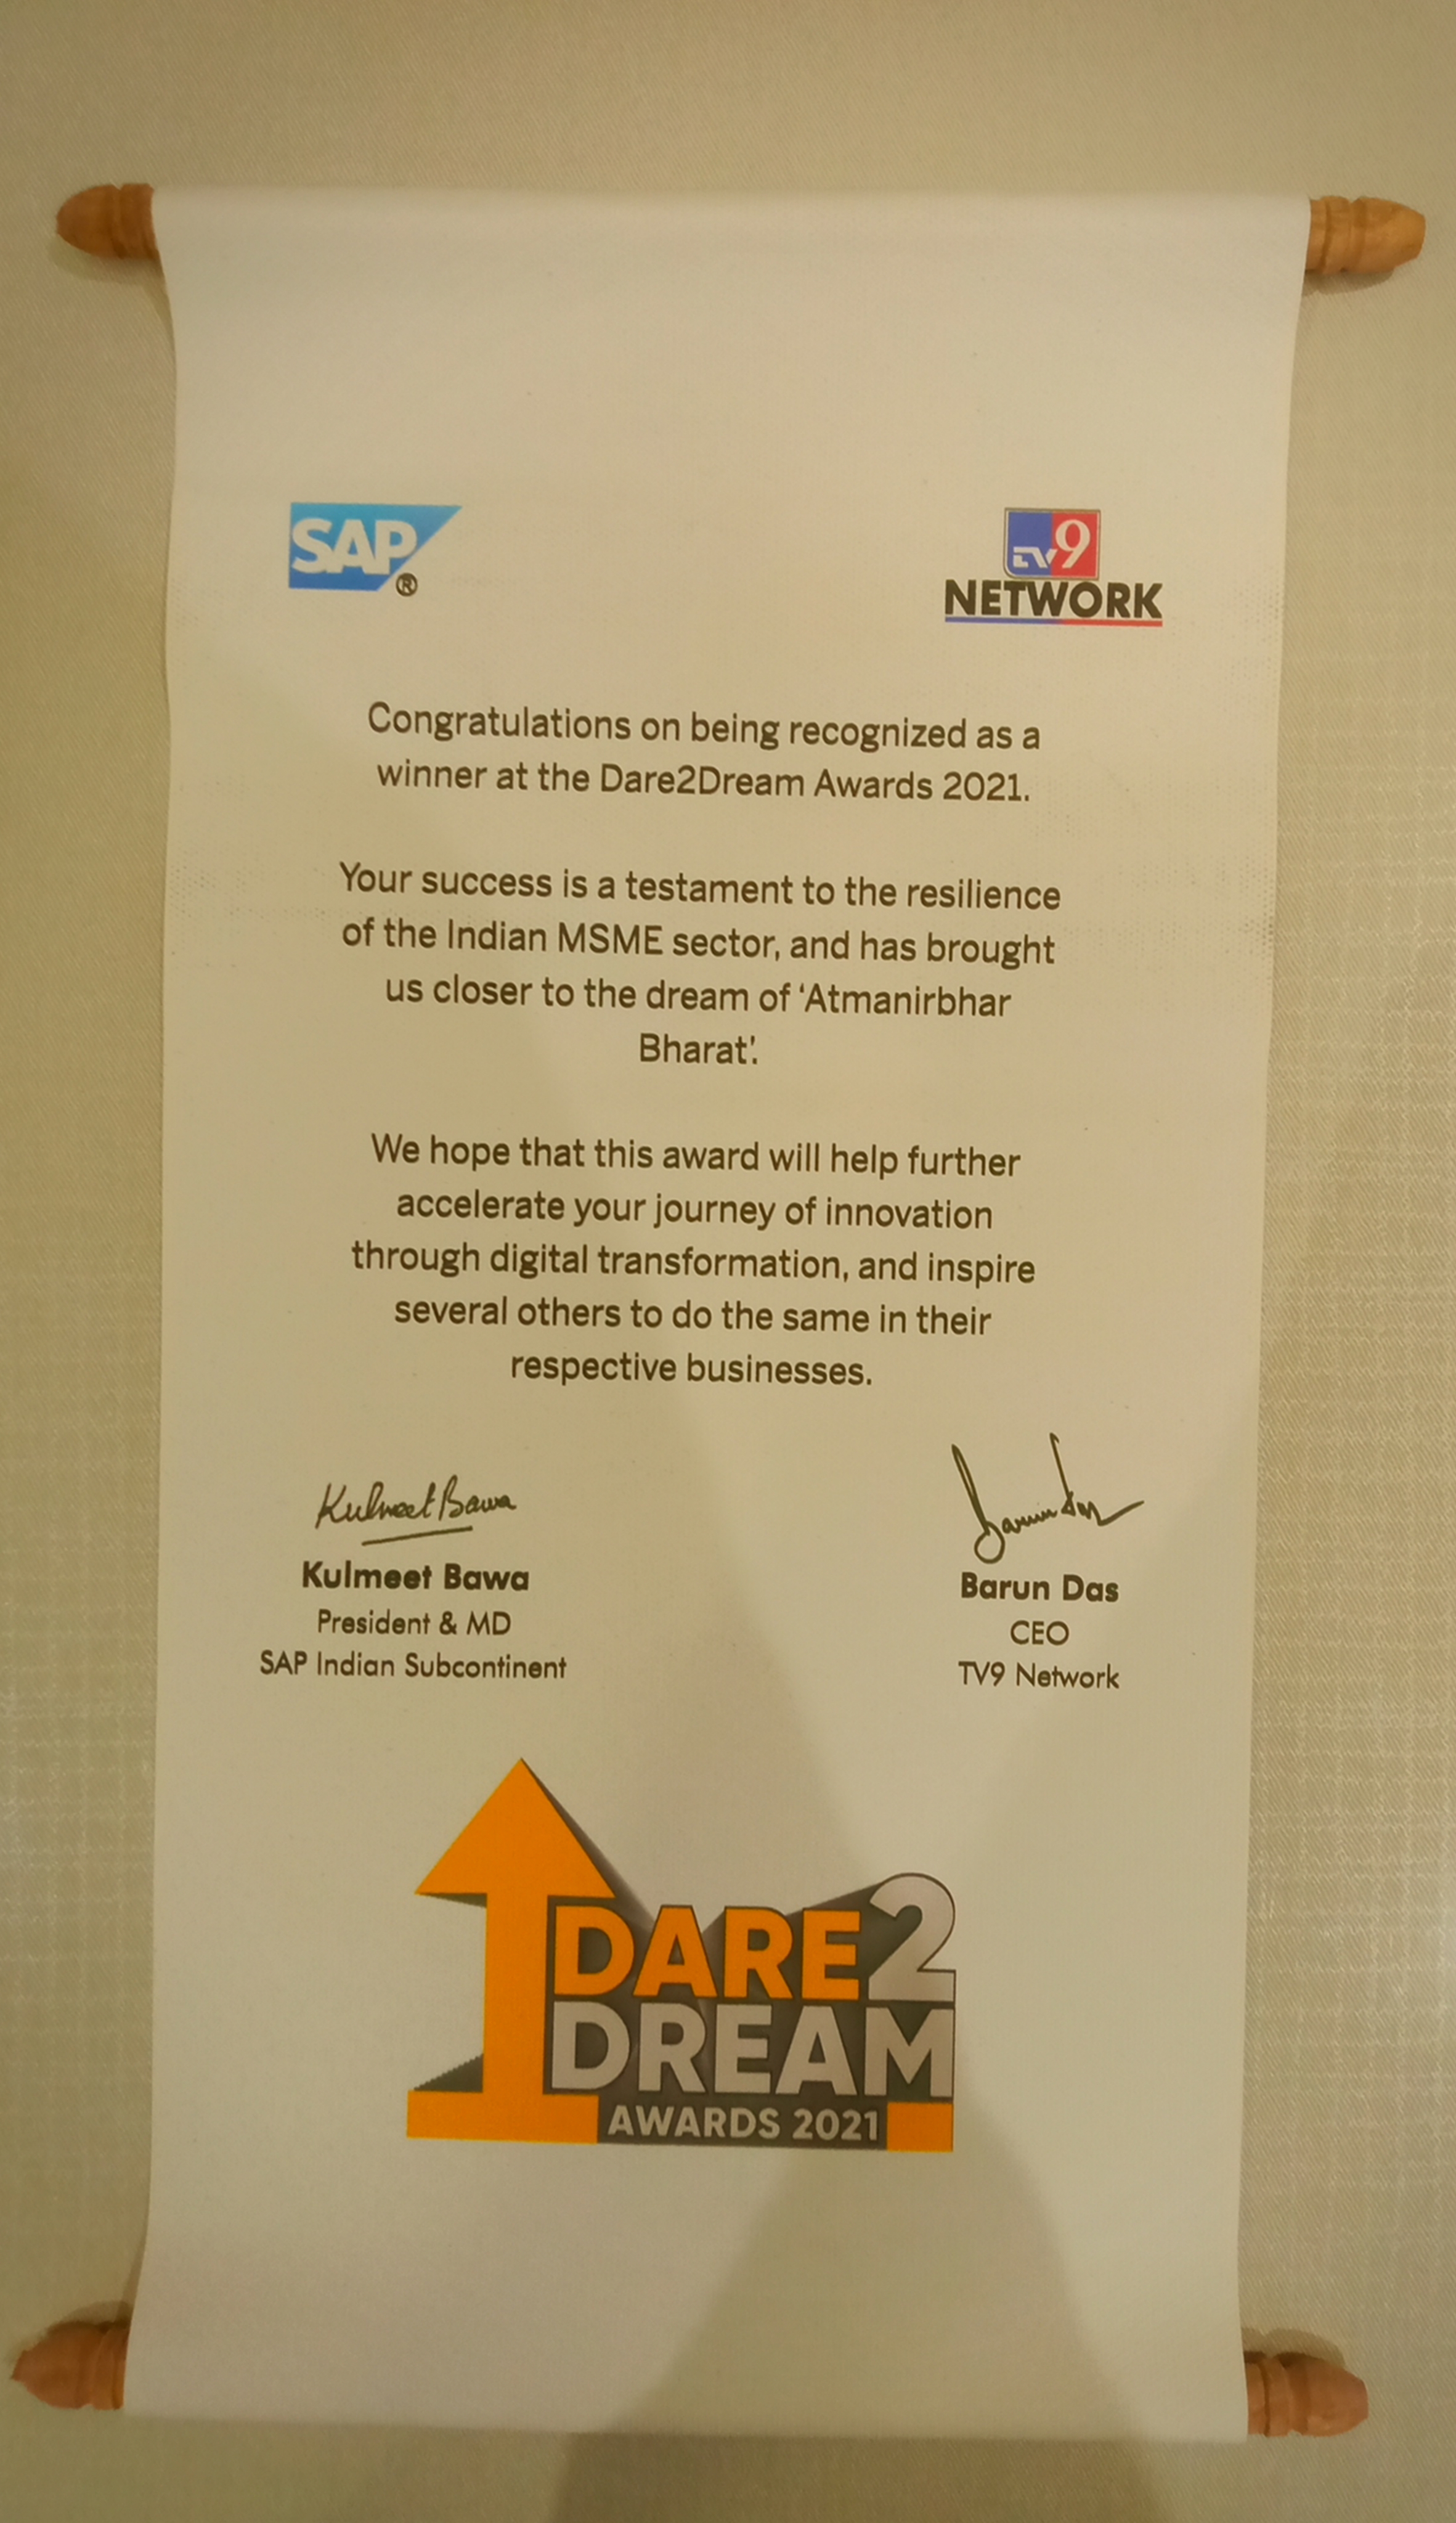 SAP ®
TV9
NETWORK
Congratulations on being recognized as a
winner at the Dare2Dream Awards 2021.
Your success is a testament to the resilience
of the Indian MSME sector, and has brought
us closer to the dream of ‘Atmanirbhar
Bharat’.
We hope that this award will help further
accelerate your journey of innovation
through digital transformation, and inspire
several others to do the same in their
respective businesses.
Kulmeet Bawa
Kulmeet Bawa
President & MD
SAP Indian Subcontinent
Barun Das
Barun Das
CEO
TV9 Network
DARE2
DREAM
AWARDS 2021